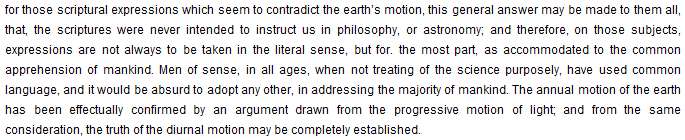 for those scriptural expressions which seem to contradict the earth's motion, this general answer may be made to them all,
that, the scriptures were never intended to instruct us in philosophy, or astronomy; and therefore, on those subjects,
expressions are not always to be taken in the literal sense, but for. the most part, as accommodated to the common
apprehension of mankind. Men of sense, in all ages, when not treating of the science purposely, have used common
language, and it would be absurd to adopt any other, in addressing the majority of mankind. The annual motion of the earth
has been effectually confirmed by an argument drawn from the progressive motion of light; and from the same
consideration, the truth of the diurnal motion may be completely established.